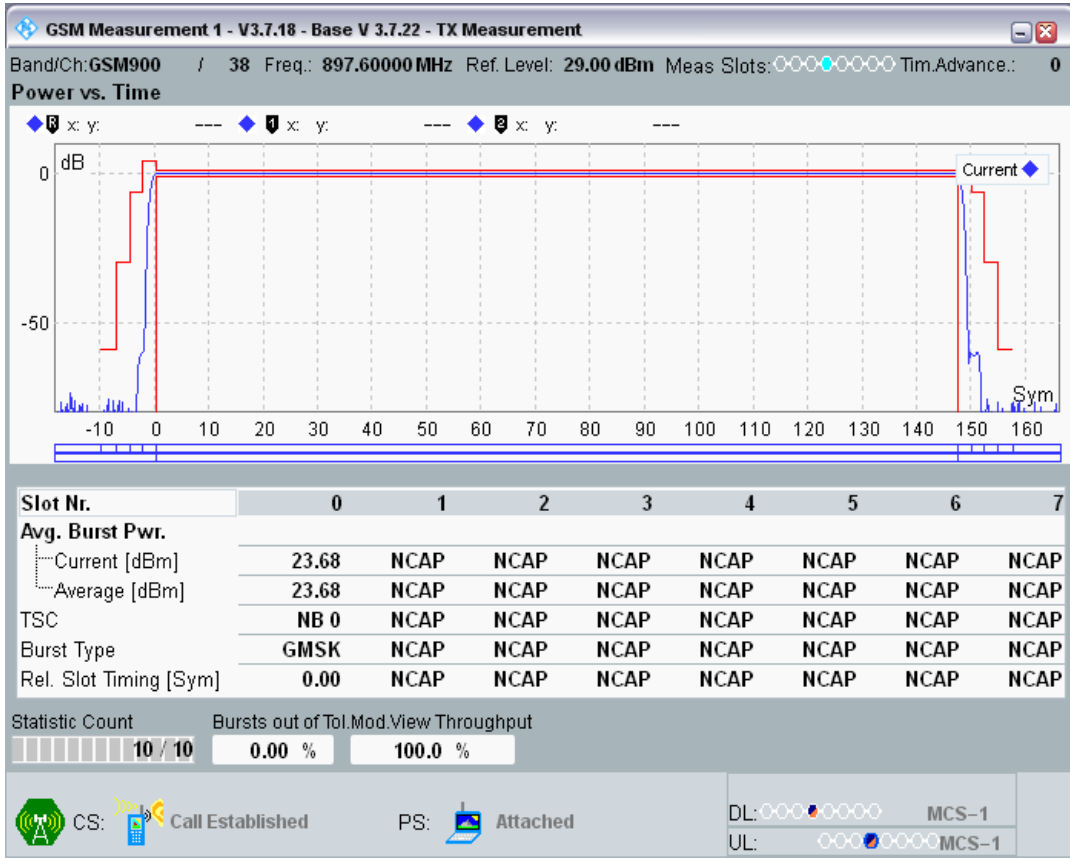 GSM Measurement 1 - V3.7.18 - Base V 3.7.22 - TX Measurement
Band/Ch:GSM900 / 38 Freq.: 897.60000 MHz Ref. Level: 29.00 dBm Meas Slots: Tim.Advance.: 0
Power vs. Time
R x: y: --- 1 x: y: --- 2 x: y: ---
dB
Current
0
-50
Sym
-10 0 10 20 30 40 50 60 70 80 90 100 110 120 130 140 150 160
Slot Nr. 0 1 2 3 4 5 6 7
Avg. Burst Pwr.
Current [dBm] 23.68 NCAP NCAP NCAP NCAP NCAP NCAP NCAP
Average [dBm] 23.68 NCAP NCAP NCAP NCAP NCAP NCAP NCAP
TSC NB 0 NCAP NCAP NCAP NCAP NCAP NCAP NCAP
Burst Type GMSK NCAP NCAP NCAP NCAP NCAP NCAP NCAP
Rel. Slot Timing [Sym] 0.00 NCAP NCAP NCAP NCAP NCAP NCAP NCAP
Statistic Count Bursts out of Tol. Mod.View Throughput
10 / 10 0.00 % 100.0 %
CS: Call Established PS: Attached
DL: MCS-1
UL: MCS-1